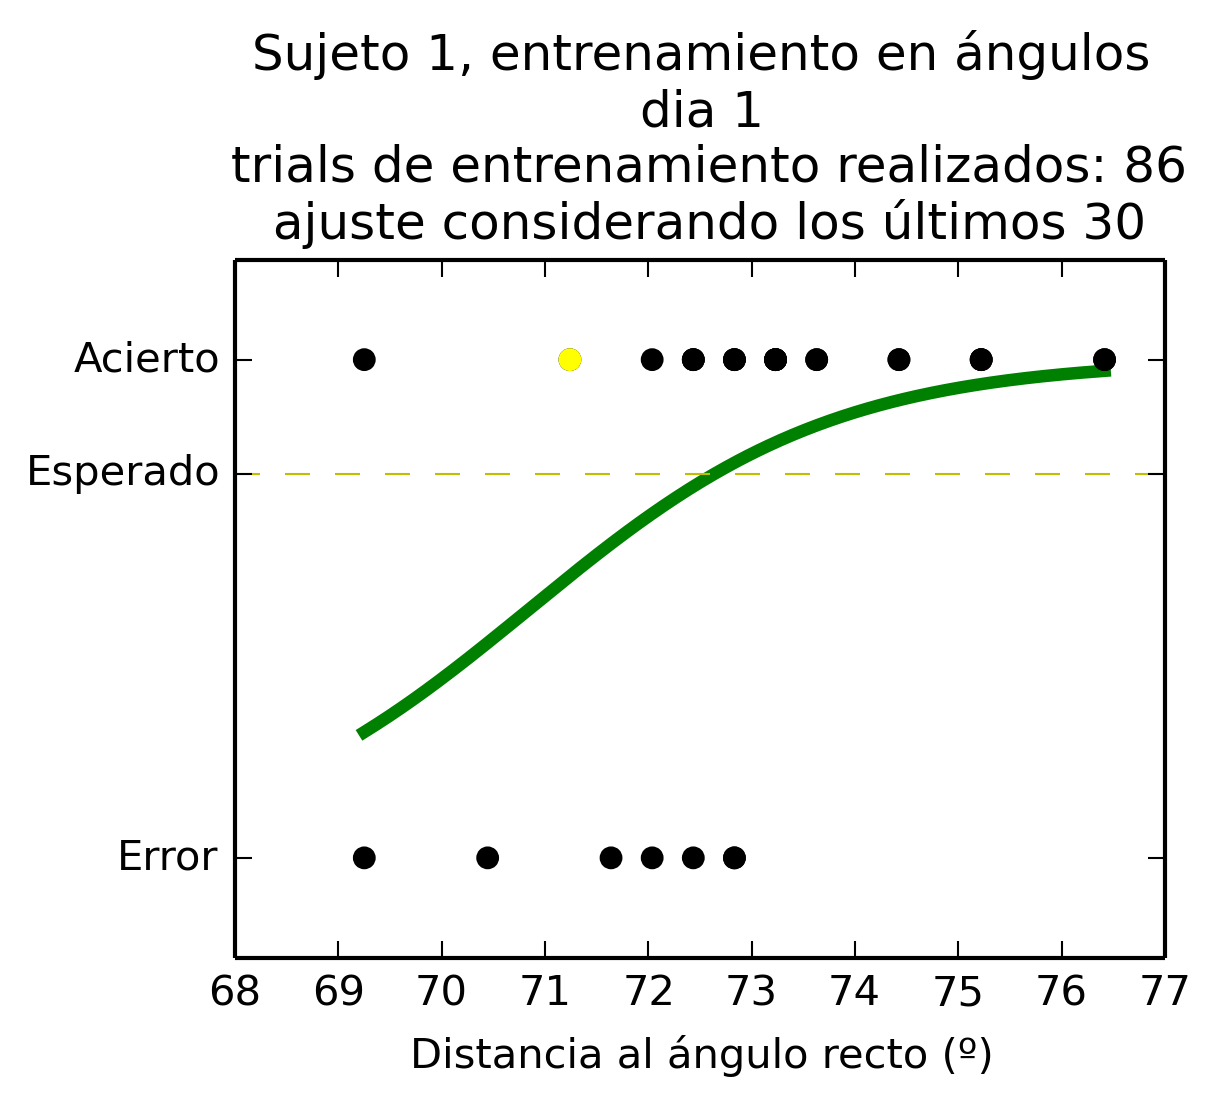 Sujeto 1, entrenamiento en ángulos
dia 1
trials de entrenamiento realizados: 86
ajuste considerando los últimos 30
Acierto
Esperado
Error
68 69 70 71 72 73 74 75 76 77
Distancia al ángulo recto (º)